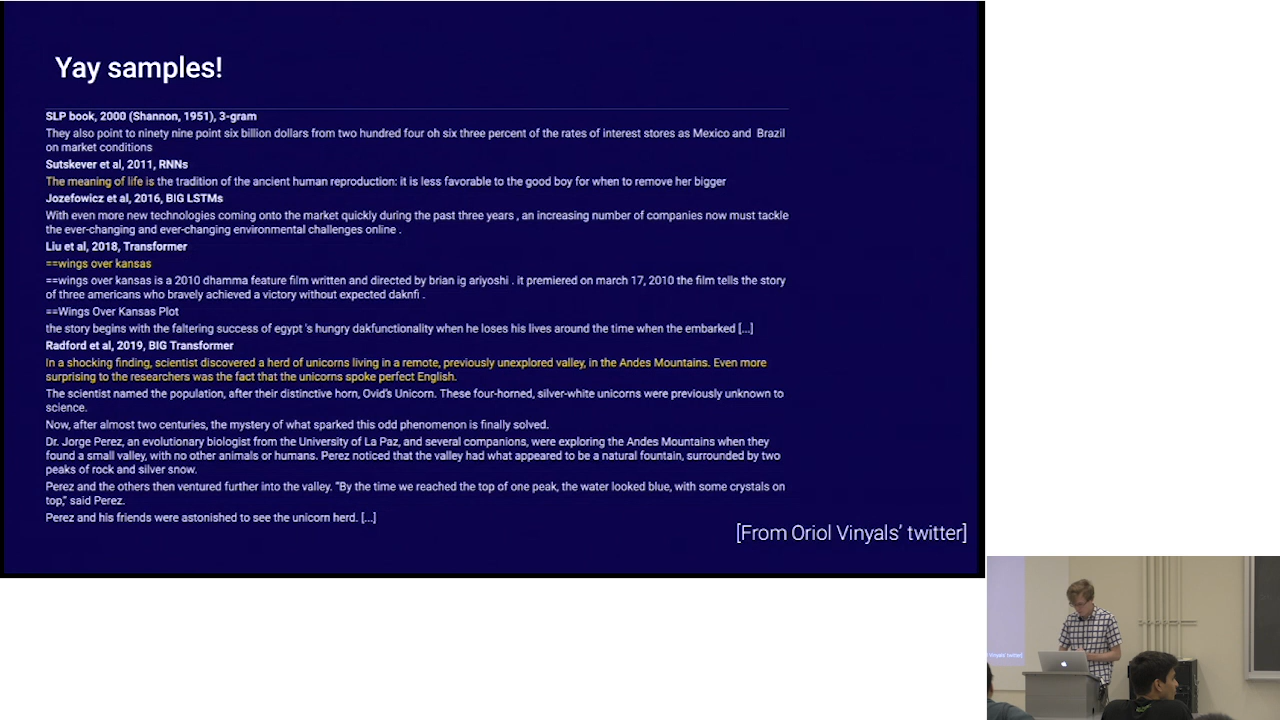 Yay samples!
SLP book, 2000 (Shannon, 1951), 3-gram
They also point to ninety nine point six billion dollars from two hundred four oh six three percent of the rates of interest stores as Mexico and Brazil
on market conditions
Sutskever et al, 2011, RNNs
The meaning of life is the tradition of the ancient human reproduction: it is less favorable to the good boy for when to remove her bigger
Jozefowicz et al, 2016, BIG LSTMs
With even more new technologies coming onto the market quickly during the past three years , an increasing number of companies now must tackle
the ever-changing and ever-changing environmental challenges online .
Liu et al, 2018, Transformer
==wings over kansas
==wings over kansas is a 2010 dhamma feature film written and directed by brian ig ariyoshi . it premiered on march 17, 2010 the film tells the story
of three americans who bravely achieved a victory without expected daknfi .
==Wings Over Kansas Plot
the story begins with the faltering success of egypt 's hungry dakfunctionality when he loses his lives around the time when the embarked [...]
Radford et al, 2019, BIG Transformer
In a shocking finding, scientist discovered a herd of unicorns living in a remote, previously unexplored valley, in the Andes Mountains. Even more
surprising to the researchers was the fact that the unicorns spoke perfect English.
The scientist named the population, after their distinctive horn, Ovid's Unicorn. These four-horned, silver-white unicorns were previously unknown to
science.
Now, after almost two centuries, the mystery of what sparked this odd phenomenon is finally solved.
Dr. Jorge Perez, an evolutionary biologist from the University of La Paz, and several companions, were exploring the Andes Mountains when they
found a small valley, with no other animals or humans. Perez noticed that the valley had what appeared to be a natural fountain, surrounded by two
peaks of rock and silver snow.
Perez and the others then ventured further into the valley. "By the time we reached the top of one peak, the water looked blue, with some crystals on
top," said Perez.
Perez and his friends were astonished to see the unicorn herd. [...]
[From Oriol Vinyals' twitter]
Vinyals' twitter]